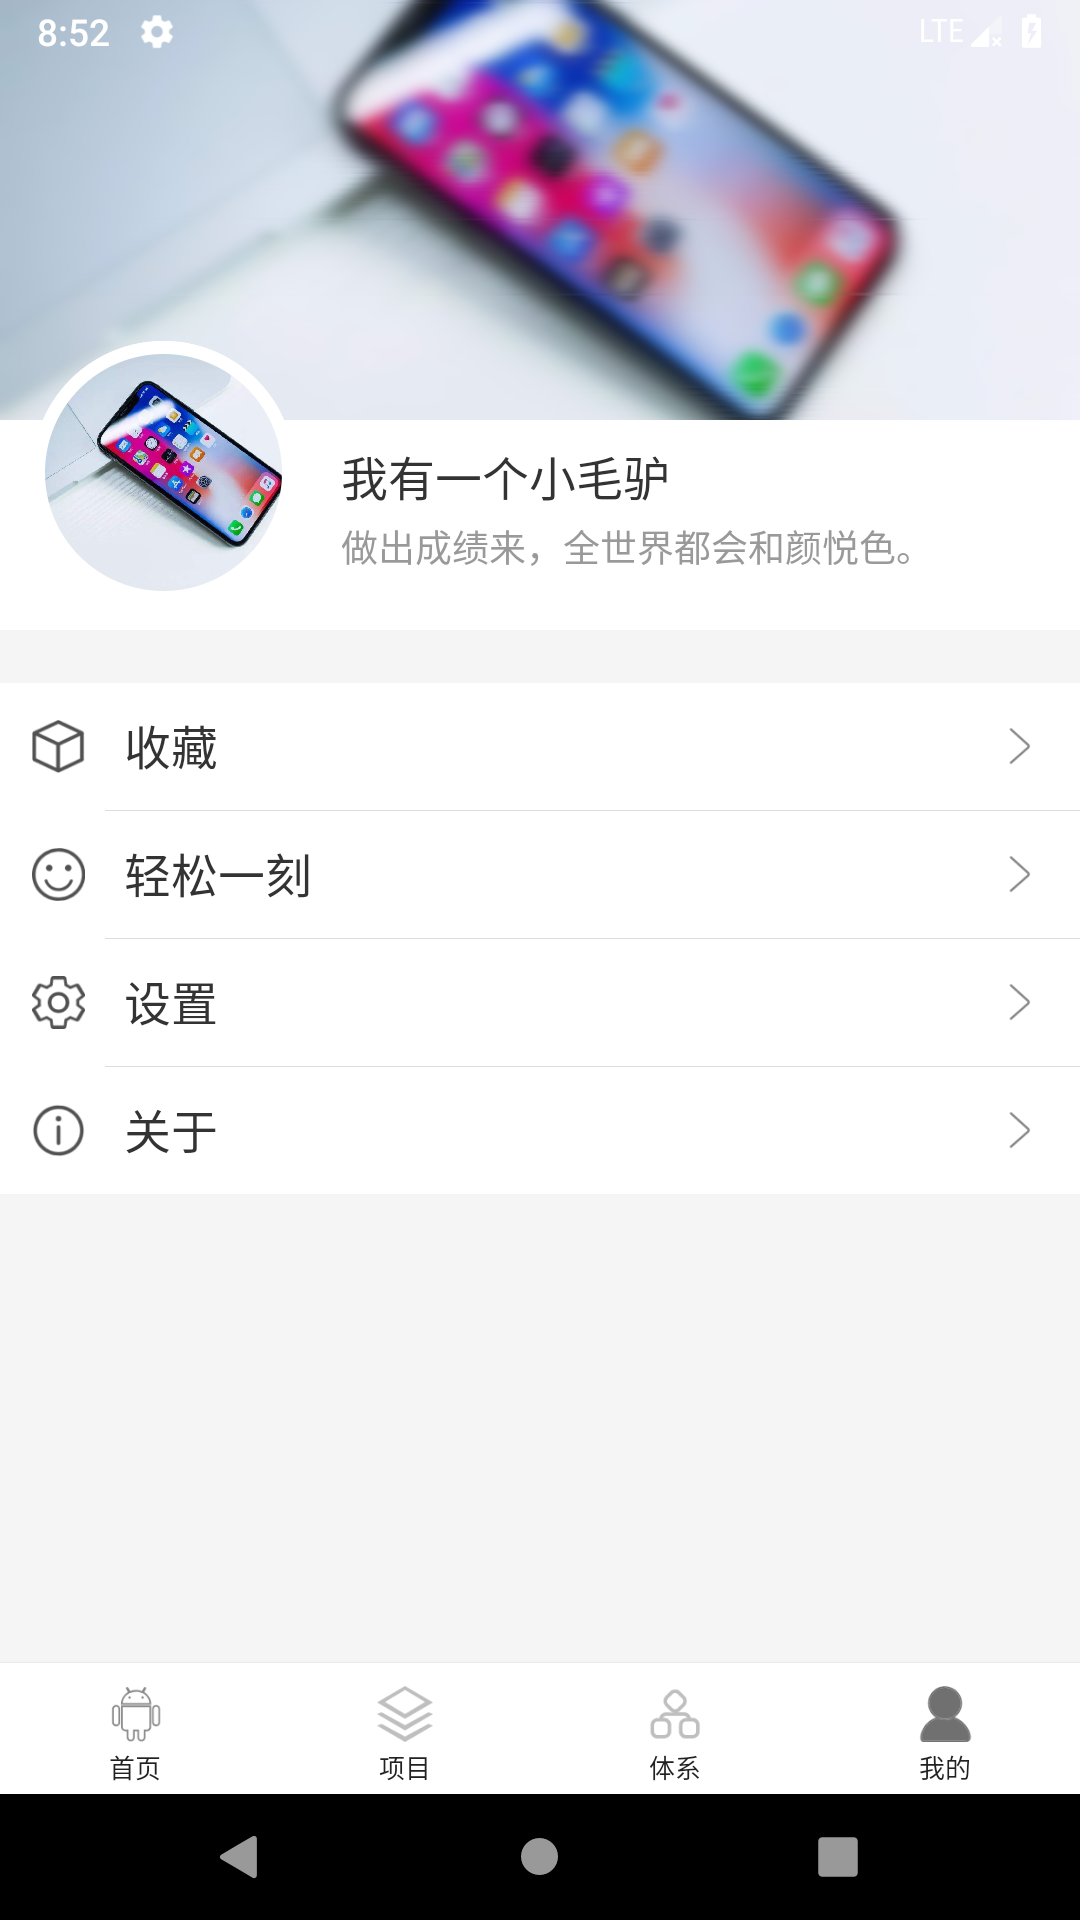 8:52 LTE
我有一个小毛驴
做出成绩来，全世界都会和颜悦色。
收藏
轻松一刻
设置
关于
首页 项目 体系 我的